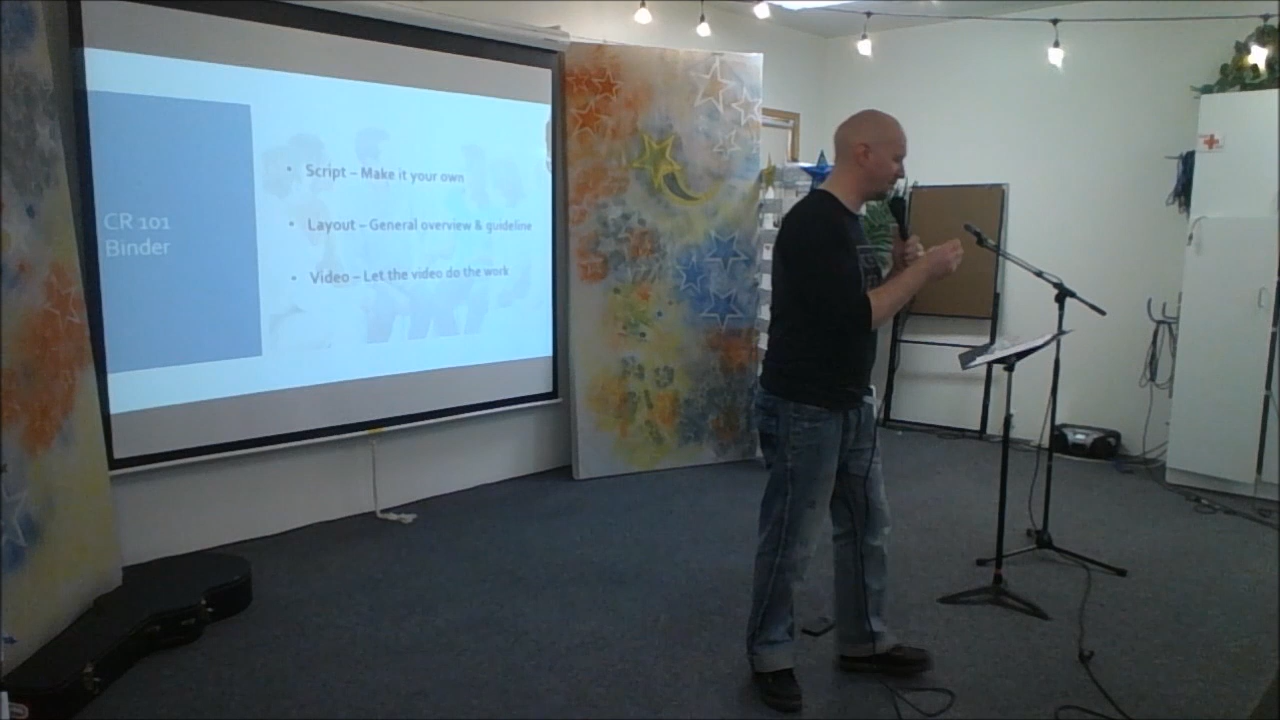 CR 101
Binder
• Script – Make it your own
• Layout – General overview & guideline
• Video – Let the video do the work